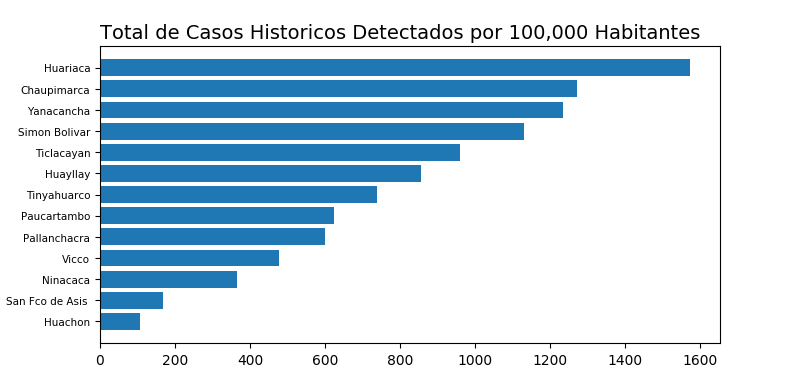 Total de Casos Historicos Detectados por 100,000 Habitantes
Huariaca
Chaupimarca
Yanacancha
Simon Bolivar
Ticlacayan
Huayllay
Tinyahuarco
Paucartambo
Pallanchacra
Vicco
Ninacaca
San Fco de Asis
Huachon
0 200 400 600 800 1000 1200 1400 1600